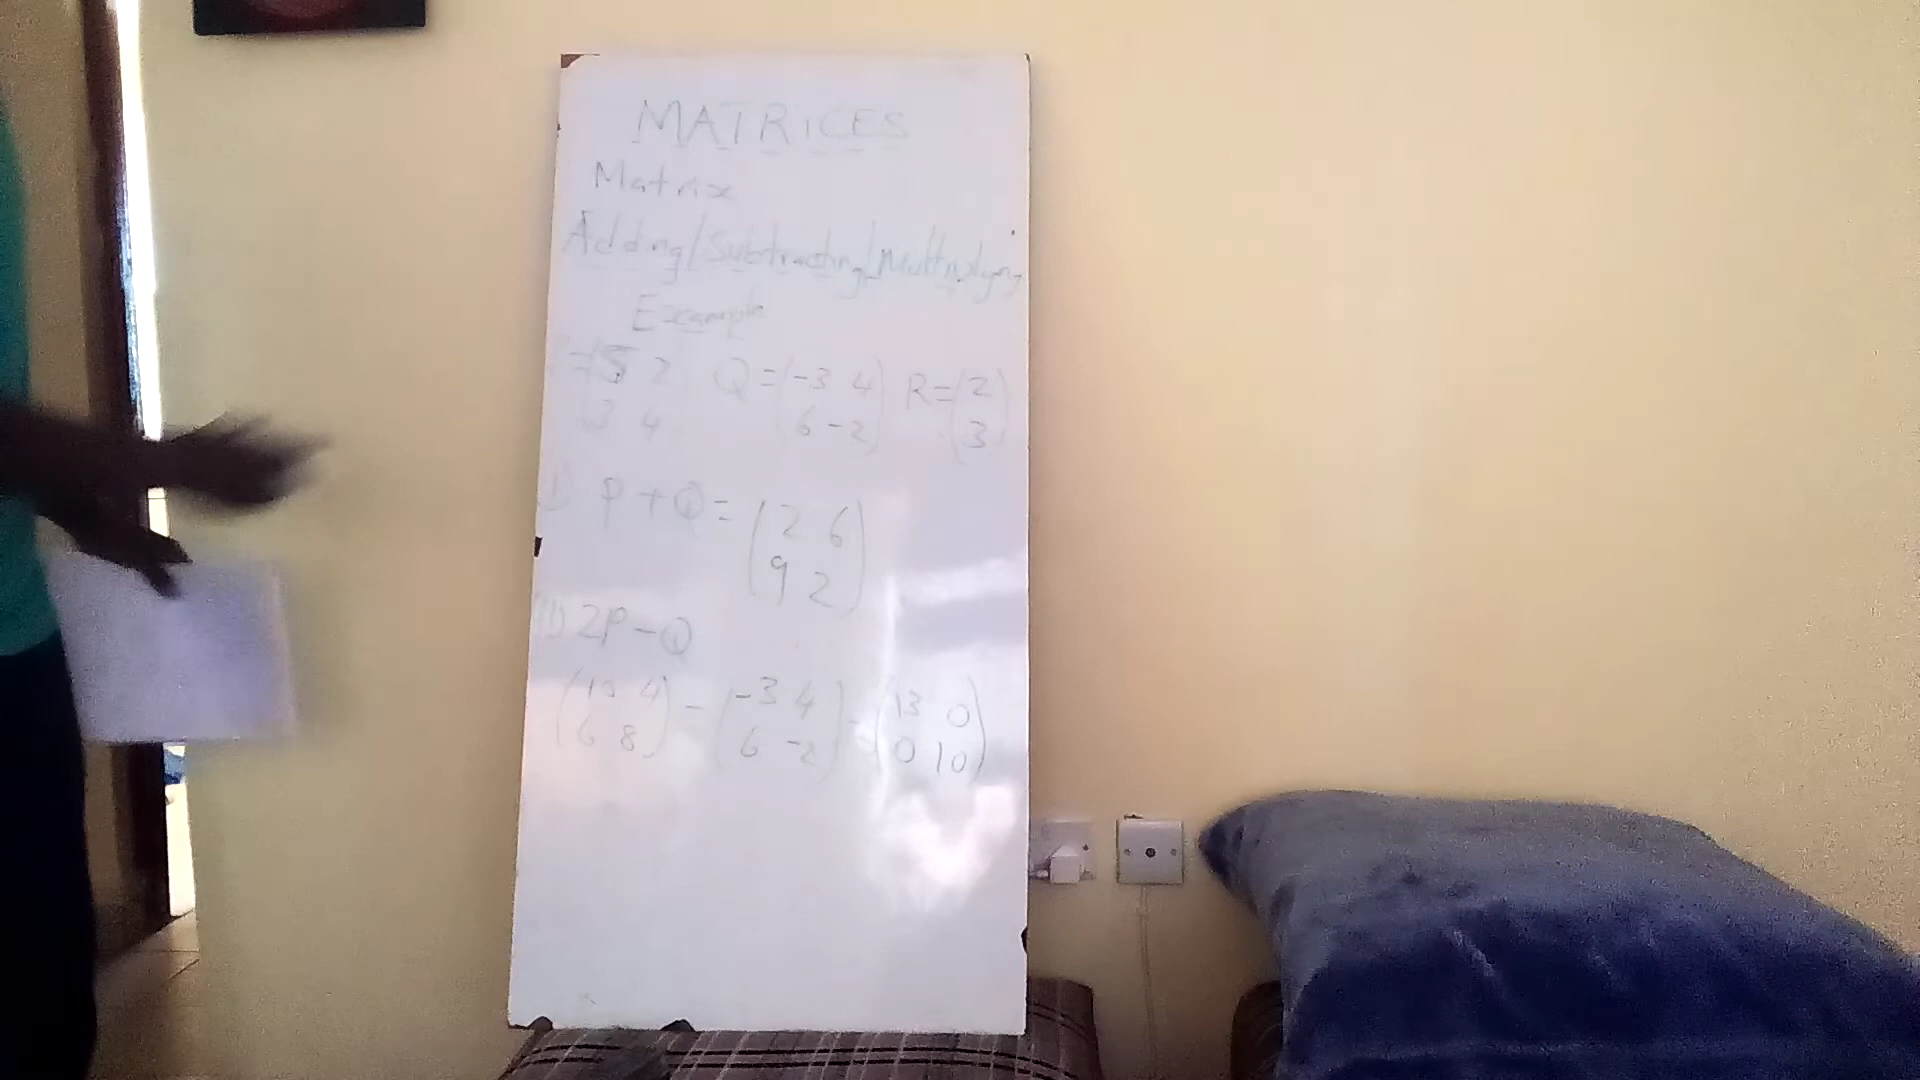 MATRICES
Matrix
Adding/Subtracting/Multiplying
Example
= (5 2 Q = (-3 4) R = (2)
(3 4 6 -2) (3)
1) P + Q = (2 6)
(9 2)
2P - Q
(10 4) - (-3 4) - (13 0)
(6 8) (6 -2) (0 10)